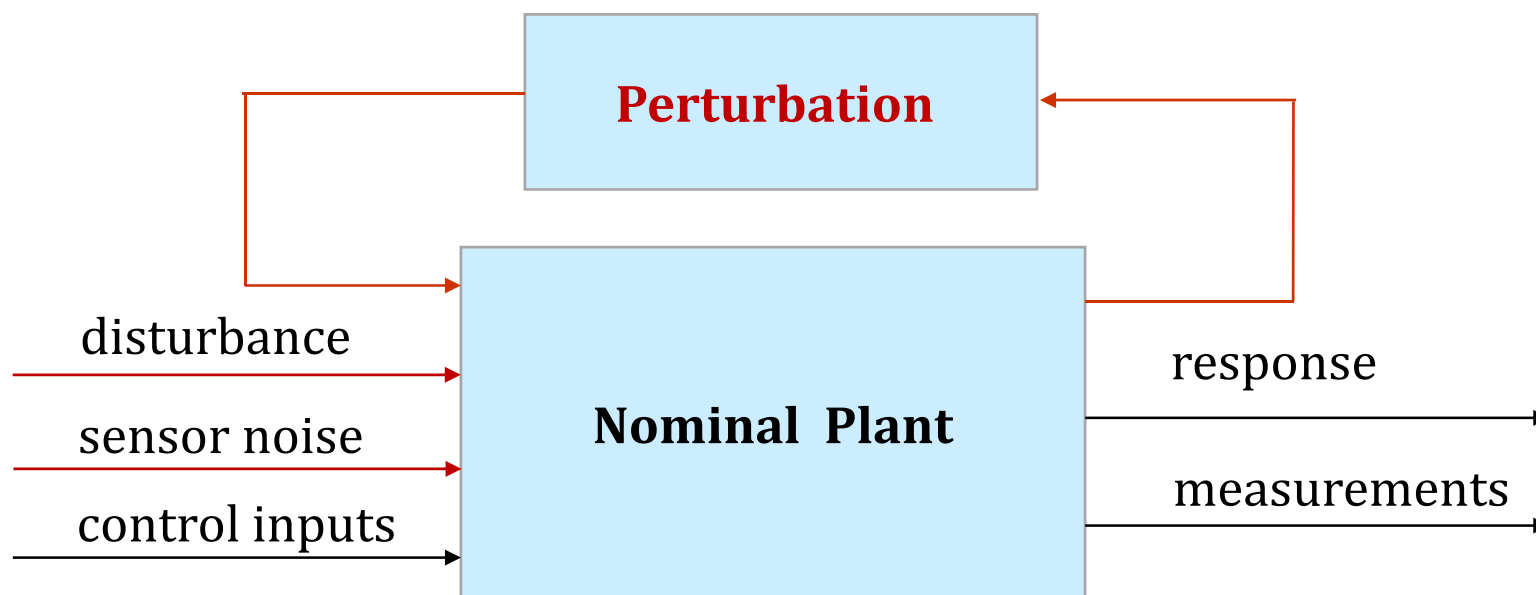 Perturbation
disturbance
response
Nominal Plant
sensor noise
measurements
control inputs